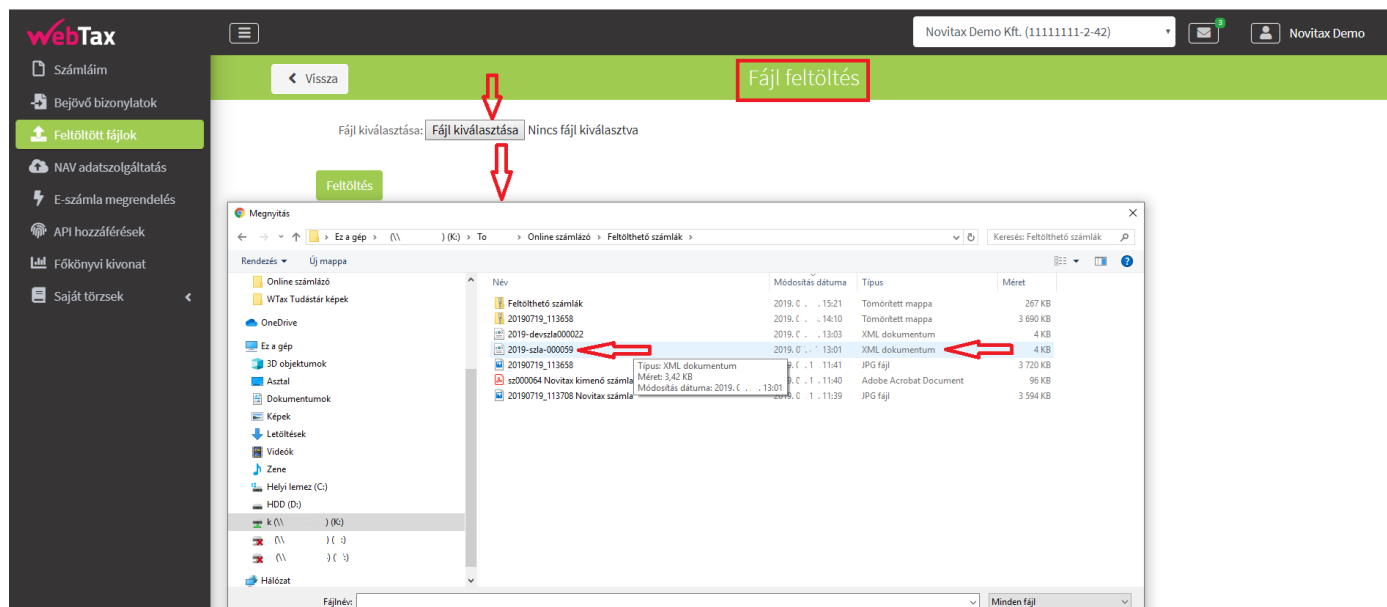 webTax
Novitax Demo Kft. (11111111-2-42)
3
Novitax Demo
Számláim
Bejövő bizonylatok
Feltöltött fájlok
NAV adatszolgáltatás
E-számla megrendelés
API hozzáférések
Főkönyvi kivonat
Saját törzsek
Vissza
Fájl feltöltés
Fájl kiválasztása: Fájl kiválasztása Nincs fájl kiválasztva
Feltöltés
Megnyitás
Ez a gép > (\\ ) (K:) > To > Online számlázó > Feltölthető számlák >
Keresés: Feltölthető számlák
Rendezés
Új mappa
Online számlázó
WTax Tudástár képek
OneDrive
Ez a gép
3D objektumok
Asztal
Dokumentumok
Képek
Letöltések
Videók
Zene
Helyi lemez (C:)
HDD (D:)
k (\\ ) (K:)
(\\ ) ( :)
(\\ ) ( :)
Hálózat
Név Módosítás dátuma Típus Méret
Feltölthető számlák 2019. 15:21 Tömörített mappa 267 KB
20190719_113658 2019. 14:10 Tömörített mappa 3 690 KB
2019-devszla000022 2019. 13:03 XML dokumentum 4 KB
2019-szla-000059 2019. 13:01 XML dokumentum 4 KB
20190719_113658 11:41 JPG fájl 3 720 KB
sz000064 Novitax kimenő számla 11:40 Adobe Acrobat Document 96 KB
20190719_113708 Novitax számla 2019. 11:39 JPG fájl 3 594 KB
Típus: XML dokumentum
Méret: 3,42 KB
Módosítás dátuma: 2019. 13:01
Fájlnév:
Minden fájl